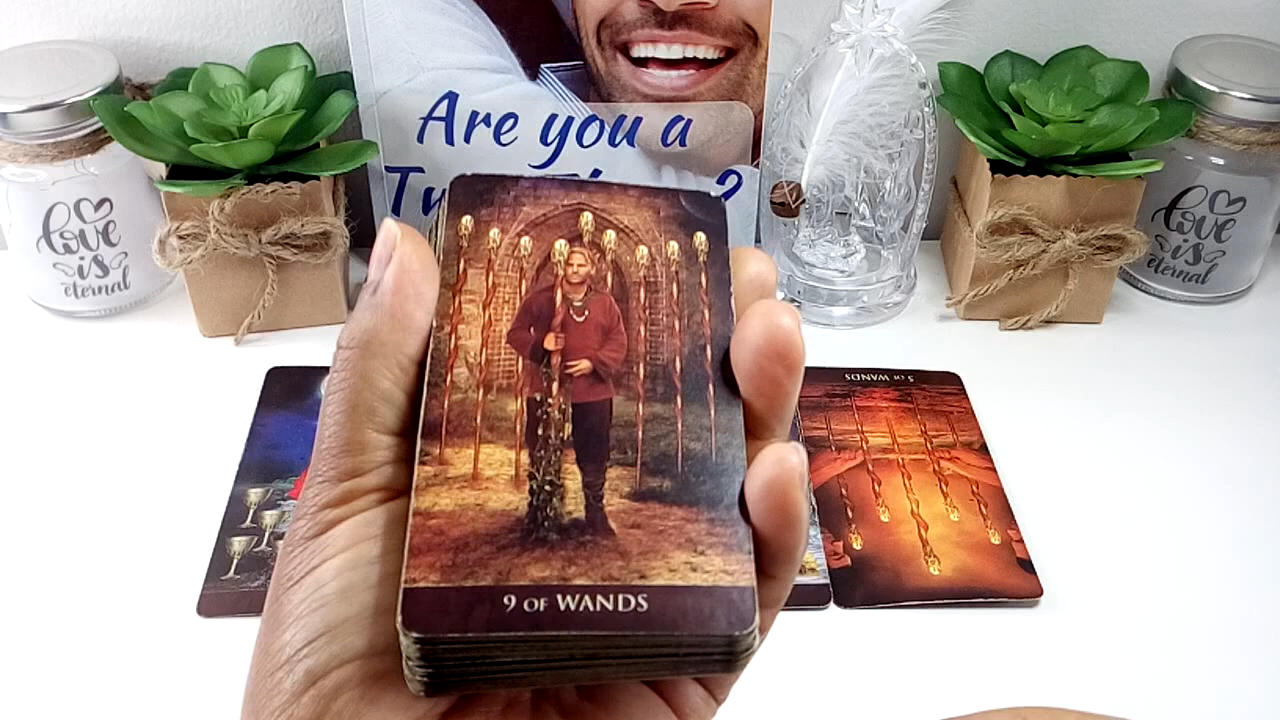 Are you a
?
love
is
eternal
love
is
eternal
9 OF WANDS
5 OF WANDS